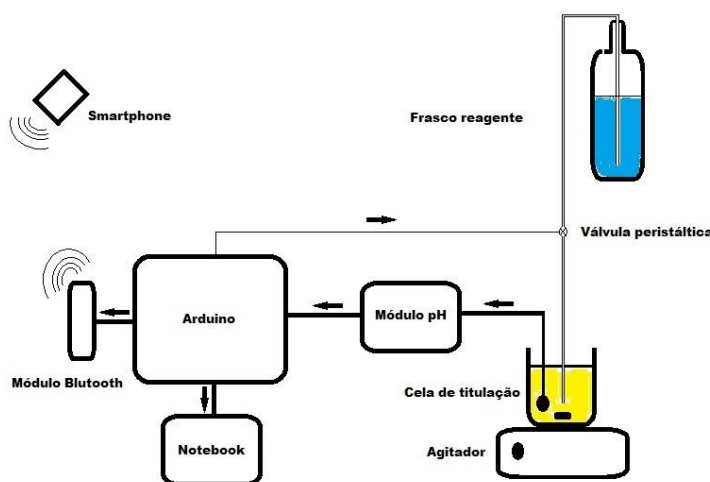 Smartphone
Frasco reagente
Válvula peristáltica
Arduino
Módulo pH
Módulo Blutooth
Cela de titulação
Notebook
Agitador